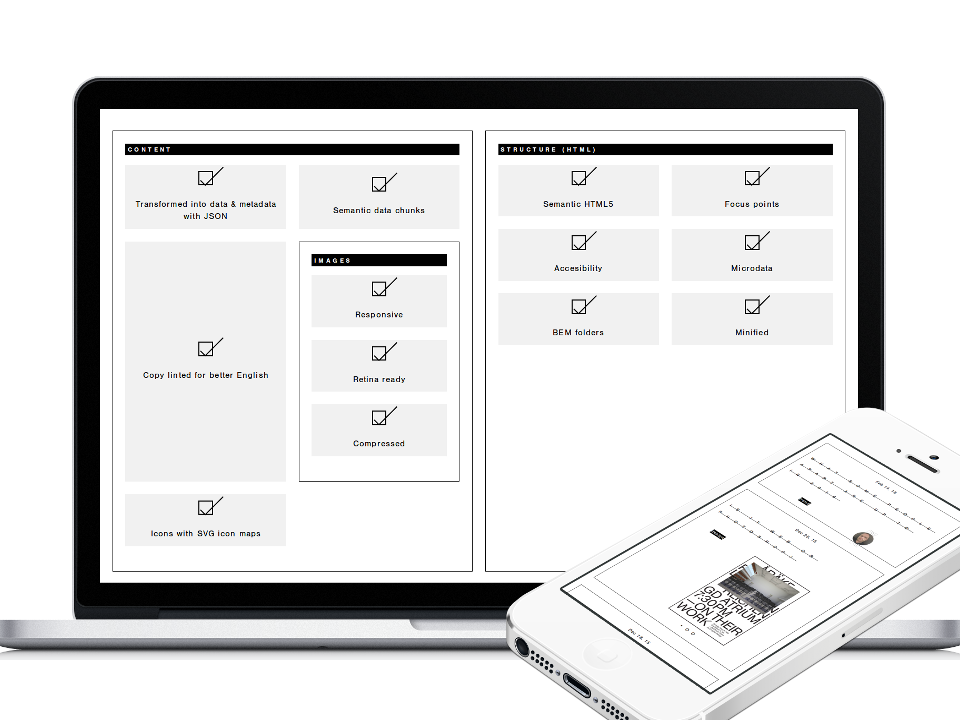 CONTENT
Transformed into data & metadata
with JSON
Semantic data chunks
Copy linted for better English
IMAGES
Responsive
Retina ready
Compressed
Icons with SVG icon maps
STRUCTURE (HTML)
Semantic HTML5
Focus points
Accesibility
Microdata
BEM folders
Minified
GD ATRIUM
7:30PM
– ON THEIR
WORK